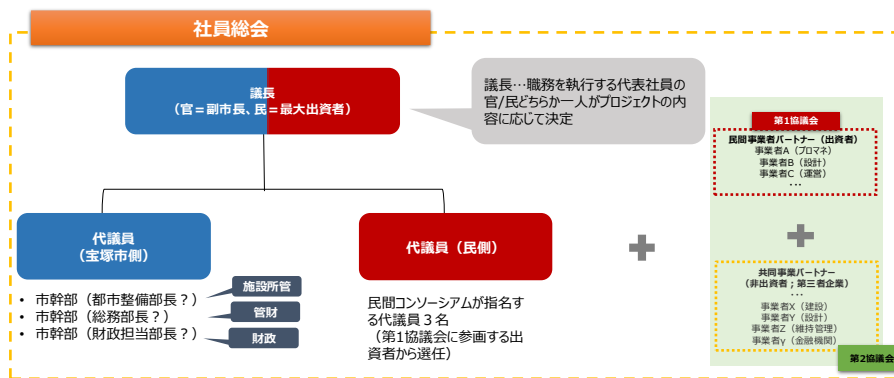 社員総会
議長
（官＝副市長、民＝最大出資者）
議長…職務を執行する代表社員の
官/民どちらか一人がプロジェクトの内
容に応じて決定
代議員
（宝塚市側）
代議員（民側）
• 市幹部（都市整備部長？）
• 市幹部（総務部長？）
• 市幹部（財政担当部長？）
施設所管
管財
財政
民間コンソーシアムが指名す
る代議員３名
（第1協議会に参画する出
資者から選任）
第1協議会
民間事業者パートナー（出資者）
事業者A（プロマネ）
事業者B（設計）
事業者C（運営）
…
共同事業パートナー
（非出資者；第三者企業）
…
事業者X（建設）
事業者Y（設計）
事業者Z（維持管理）
事業者γ（金融機関）
第2協議会